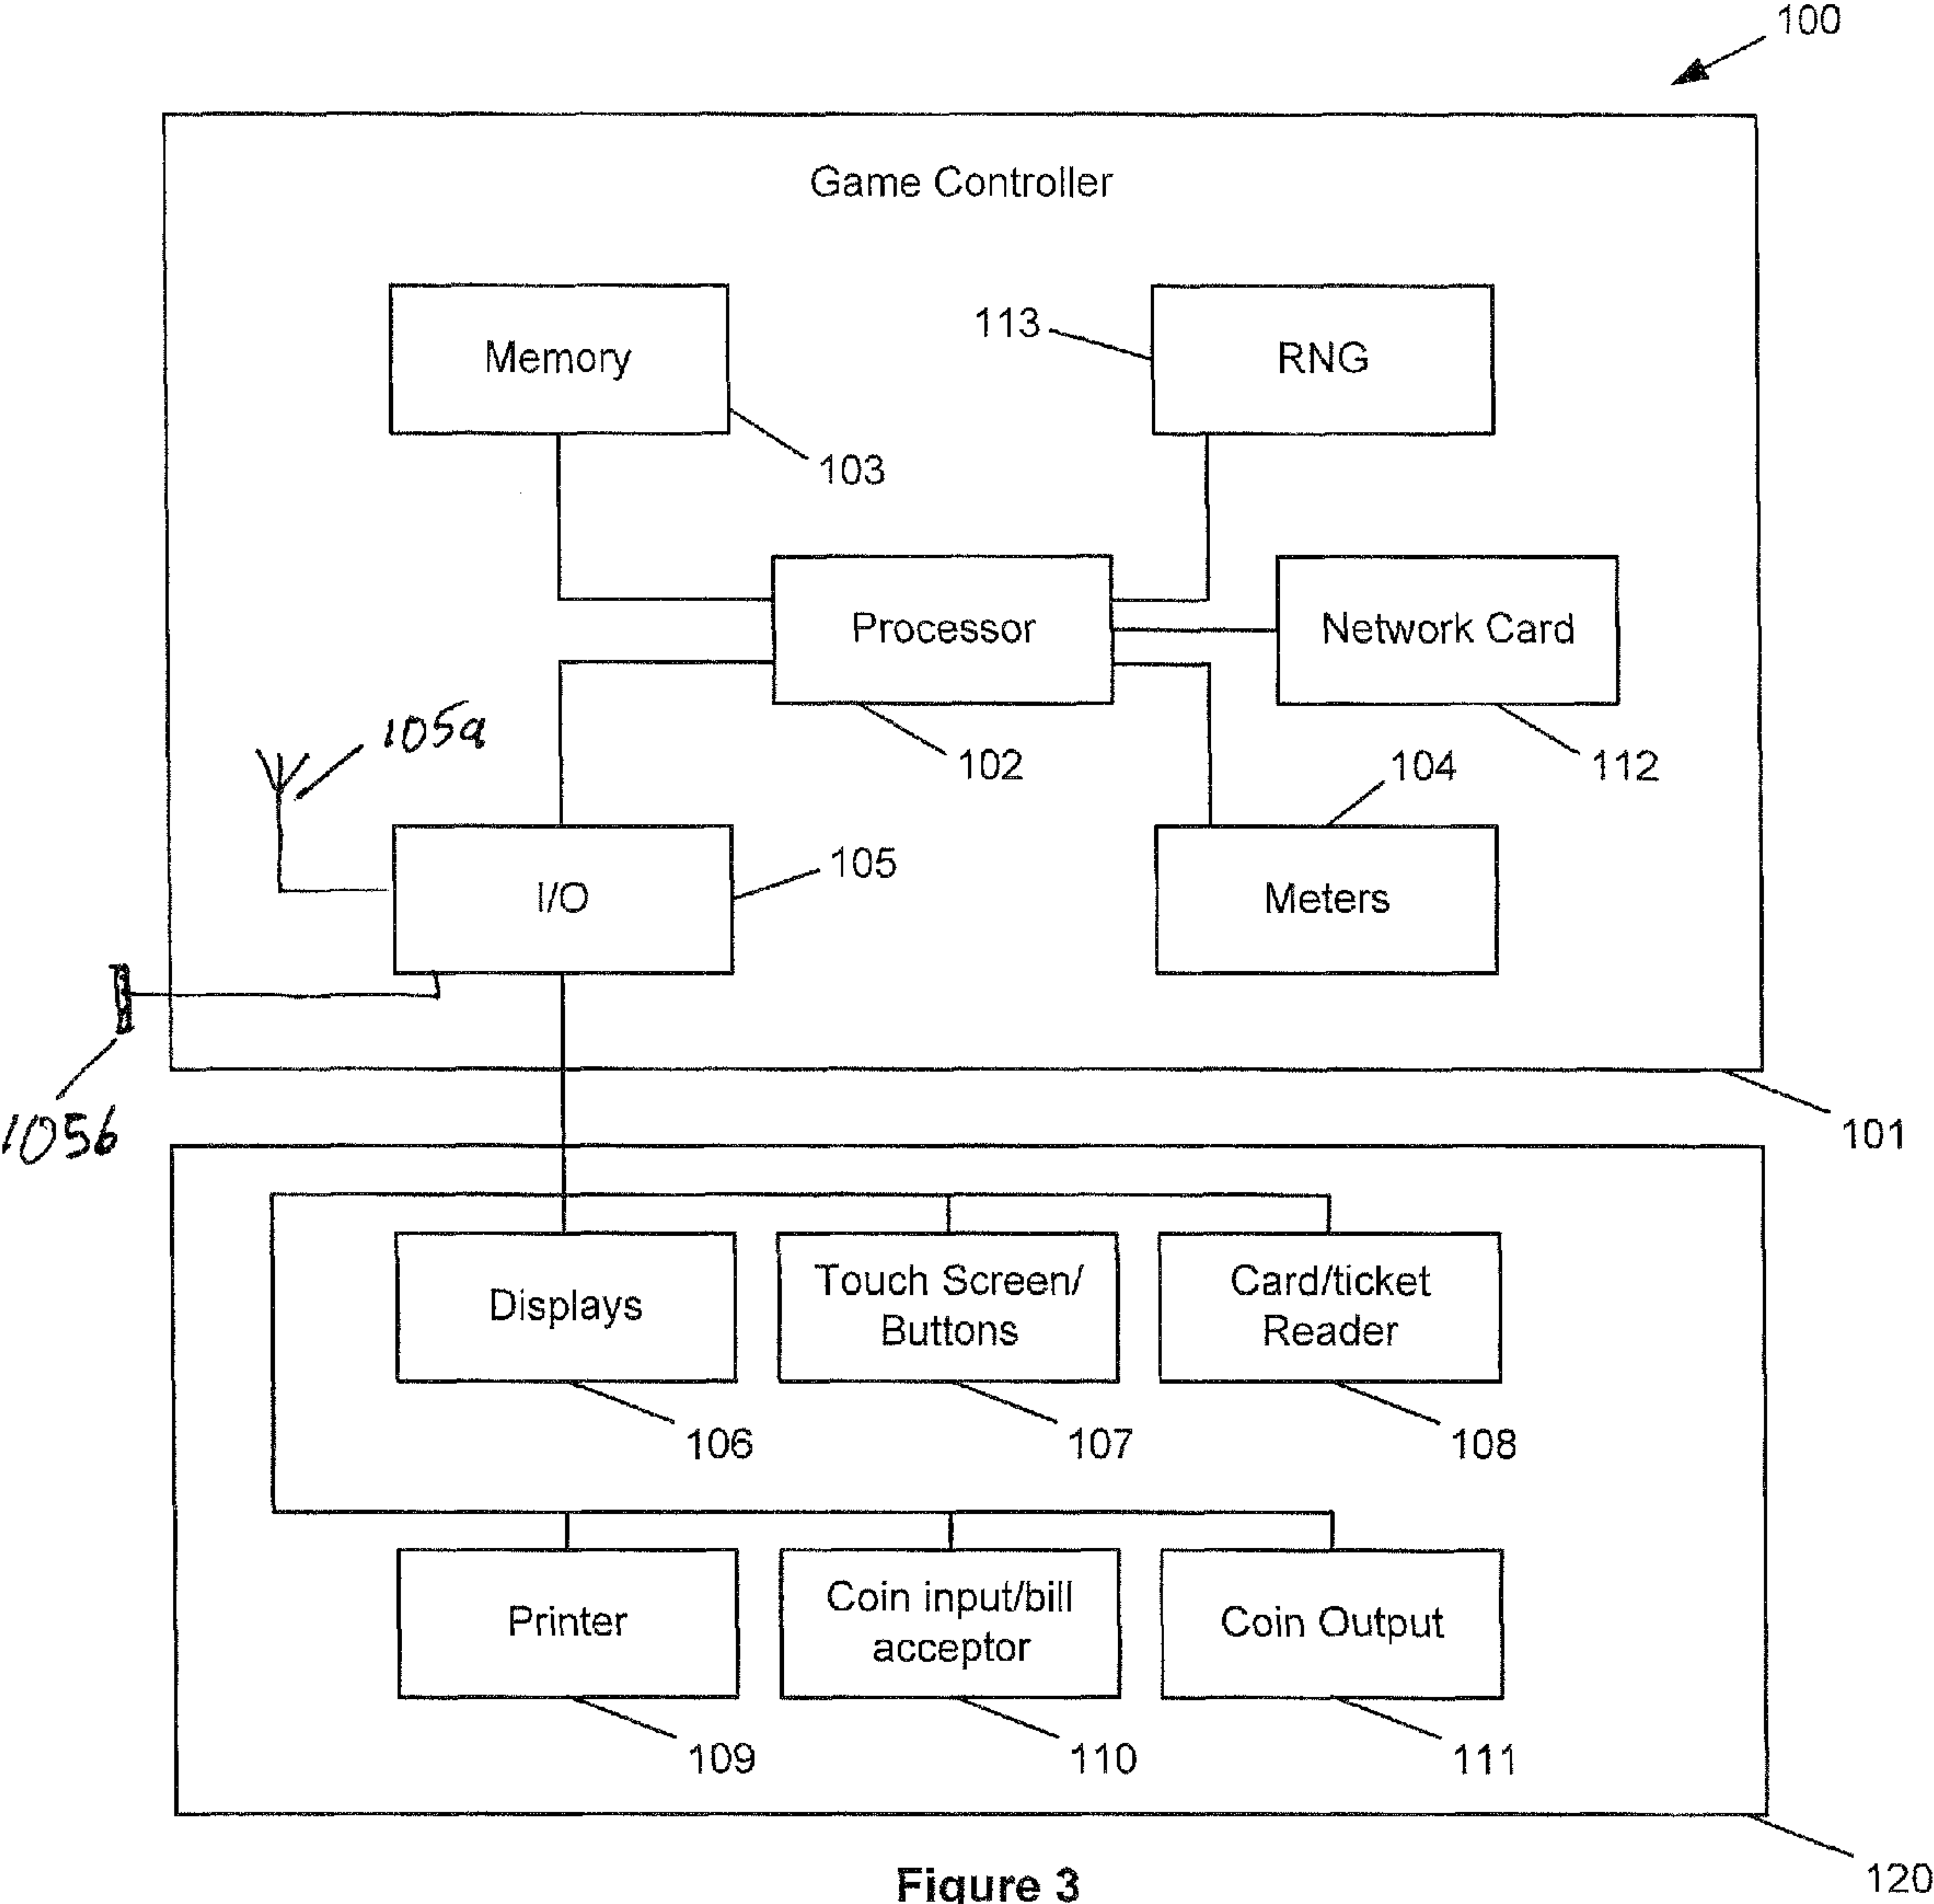 100
Game Controller
Memory
103
113
RNG
Processor
102
Network Card
112
105a
I/O
105
104
Meters
105b
101
Displays
106
Touch Screen/
Buttons
107
Card/ticket
Reader
108
Printer
109
Coin input/bill
acceptor
110
Coin Output
111
120
Figure 3